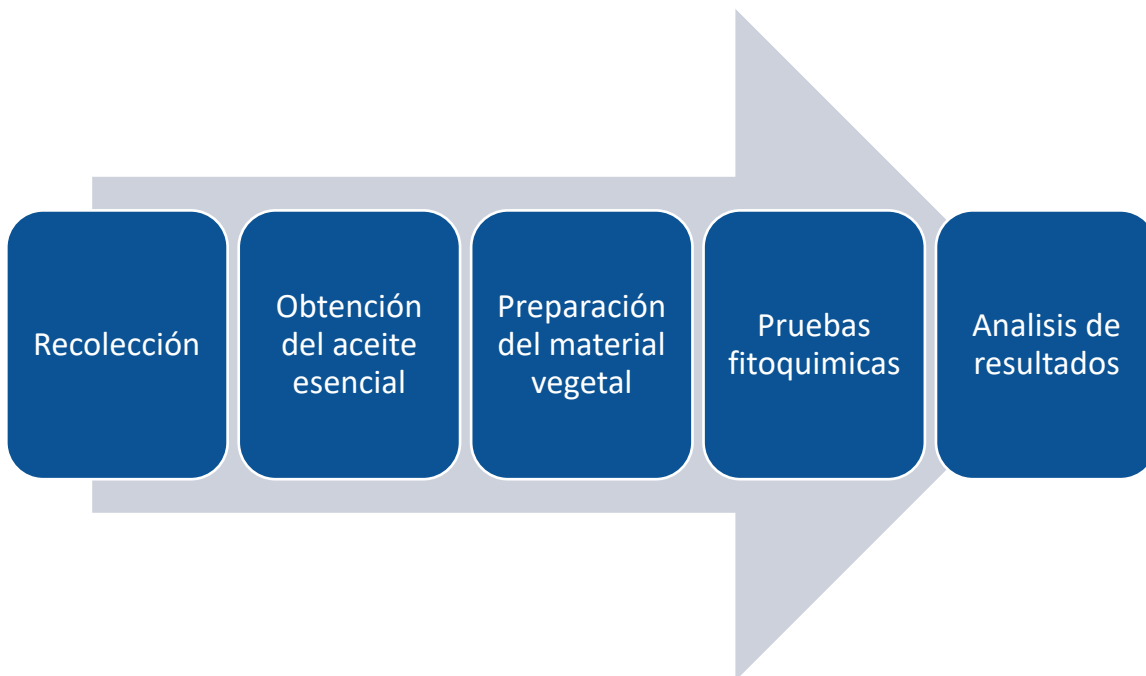 Recolección
Obtención
del aceite
esencial
Preparación
del material
vegetal
Pruebas
fitoquimicas
Analisis de
resultados